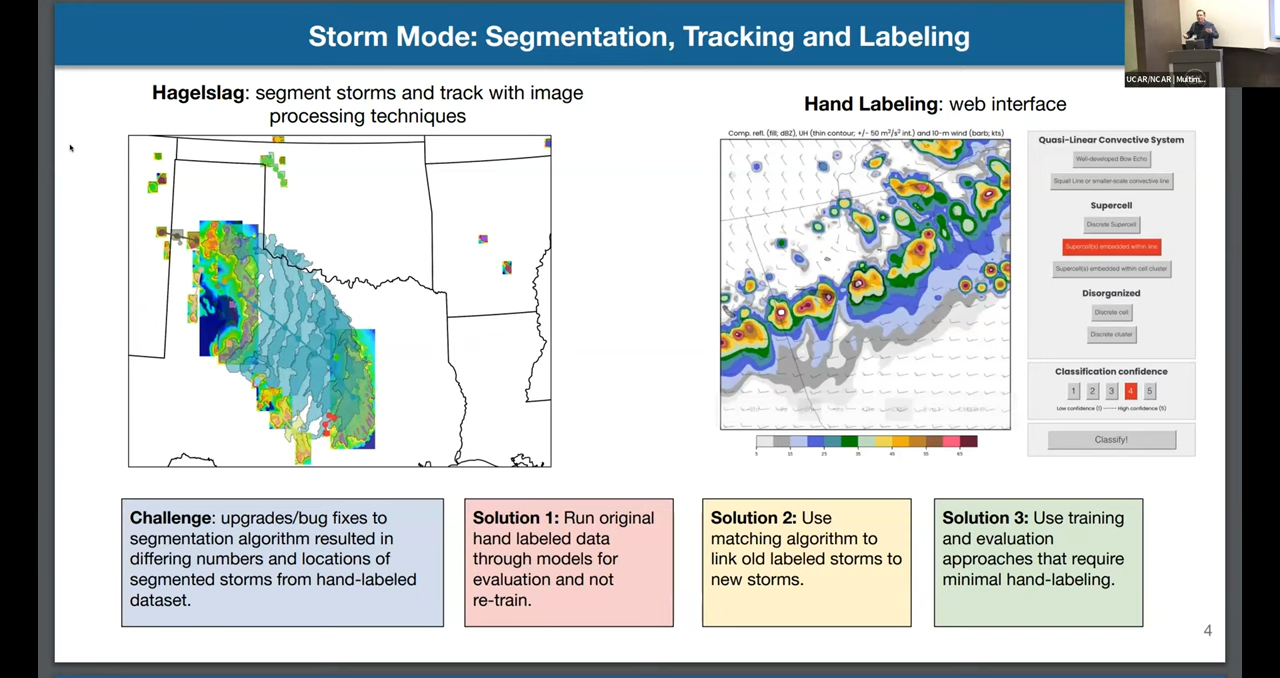 Storm Mode: Segmentation, Tracking and Labeling
UCAR/NCAR | Multim...
Hagelslag: segment storms and track with image
processing techniques
Hand Labeling: web interface
Comp. refl. (fill; dBZ), UH (thin contour; +/- 50 m²/s² int.) and 10-m wind (barb; kts)
5 15 25 35 45 55 65
Quasi-Linear Convective System
Well-developed Bow Echo
Squall Line or smaller-scale convective line
Supercell
Discrete Supercell
Supercell(s) embedded within line
Supercell(s) embedded within cell cluster
Disorganized
Discrete cell
Discrete cluster
Classification confidence
1 2 3 4 5
Low confidence (1) ---- High confidence (5)
Classify!
Challenge: upgrades/bug fixes to
segmentation algorithm resulted in
differing numbers and locations of
segmented storms from hand-labeled
dataset.
Solution 1: Run original
hand labeled data
through models for
evaluation and not
re-train.
Solution 2: Use
matching algorithm to
link old labeled storms to
new storms.
Solution 3: Use training
and evaluation
approaches that require
minimal hand-labeling.
4